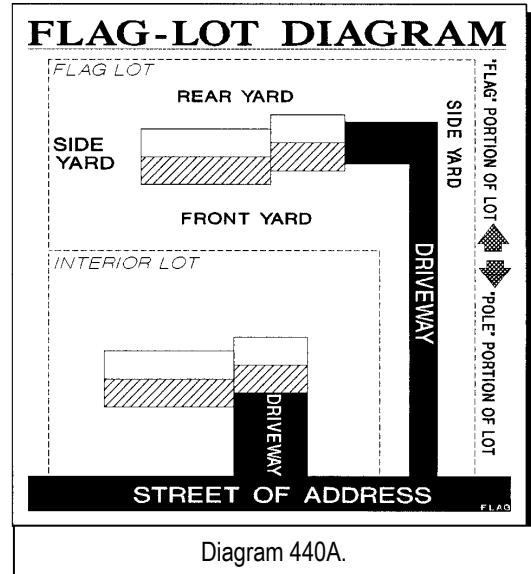 FLAG-LOT DIAGRAM
FLAG LOT
REAR YARD
SIDE
YARD
SIDE YARD
"FLAG" PORTION OF LOT
FRONT YARD
DRIVEWAY
INTERIOR LOT
"POLE" PORTION OF LOT
DRIVEWAY
STREET OF ADDRESS
FLAG
Diagram 440A.